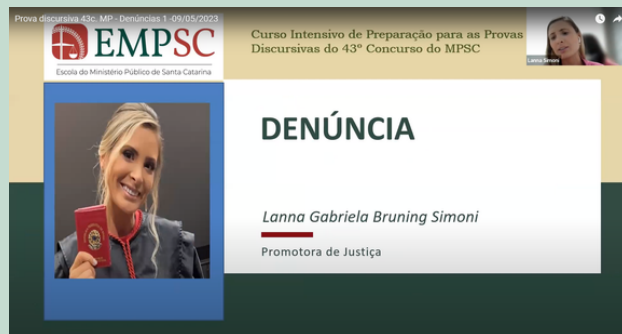 Prova discursiva 43c. MP - Denúncias 1 -09/05/2023
EMPSC
Escola do Ministério Público de Santa Catarina
Curso Intensivo de Preparação para as Provas
Discursivas do 43º Concurso do MPSC
Lanna Simoni
DENÚNCIA
Lanna Gabriela Bruning Simoni
Promotora de Justiça